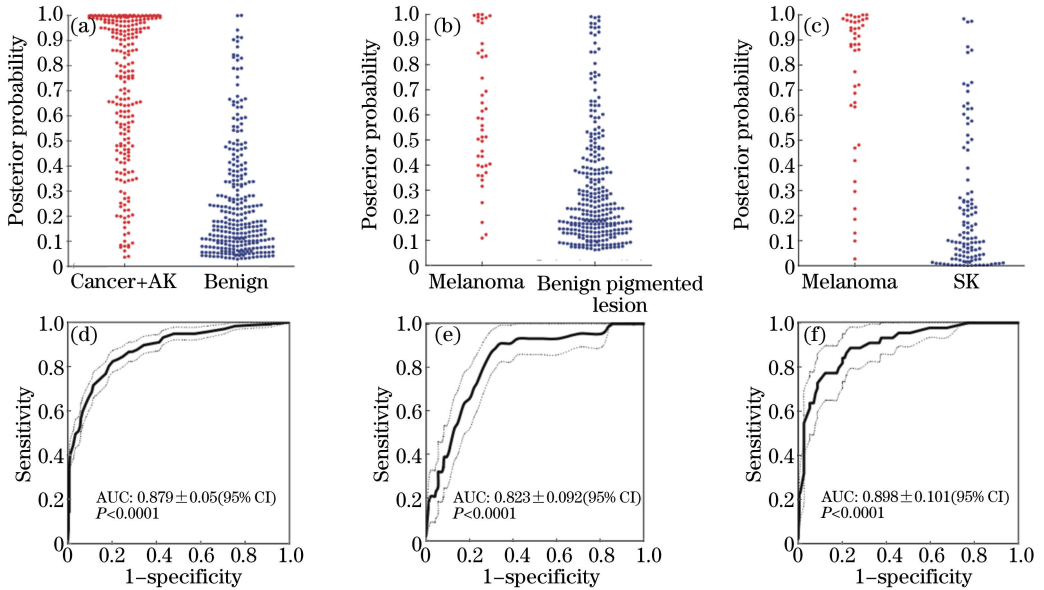 (a)
Posterior probability
1.0
0.9
0.8
0.7
0.6
0.5
0.4
0.3
0.2
0.1
0
Cancer+AK Benign
(b)
Posterior probability
1.0
0.9
0.8
0.7
0.6
0.5
0.4
0.3
0.2
0.1
0
Melanoma Benign pigmented
lesion
(c)
Posterior probability
1.0
0.9
0.8
0.7
0.6
0.5
0.4
0.3
0.2
0.1
0
Melanoma SK
(d)
Sensitivity
1.0
0.8
0.6
0.4
0.2
0
AUC: 0.879±0.05(95% CI)
P<0.0001
0 0.2 0.4 0.6 0.8 1.0
1−specificity
(e)
Sensitivity
1.0
0.8
0.6
0.4
0.2
0
AUC: 0.823±0.092(95% CI)
P<0.0001
0 0.2 0.4 0.6 0.8 1.0
1−specificity
(f)
Sensitivity
1.0
0.8
0.6
0.4
0.2
0
AUC: 0.898±0.101(95% CI)
P<0.0001
0 0.2 0.4 0.6 0.8 1.0
1−specificity